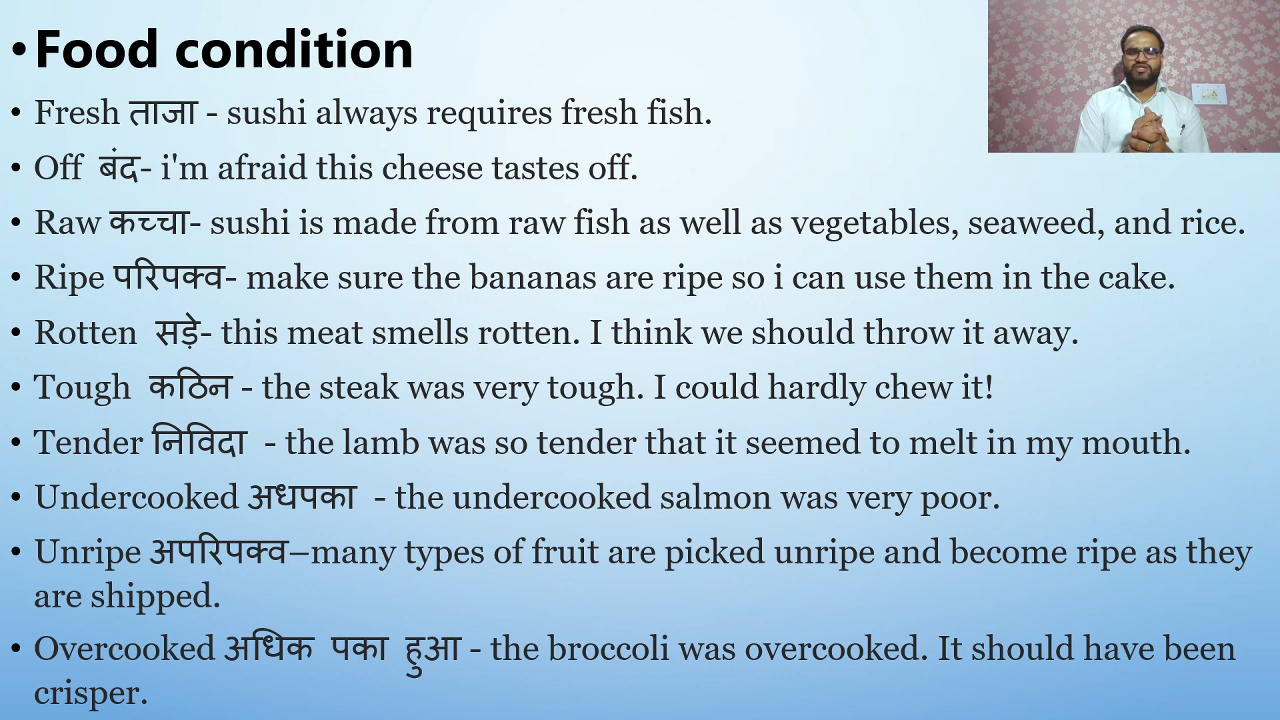 • Food condition
• Fresh ताजा - sushi always requires fresh fish.
• Off बंद- i'm afraid this cheese tastes off.
• Raw कच्चा- sushi is made from raw fish as well as vegetables, seaweed, and rice.
• Ripe परिपक्व- make sure the bananas are ripe so i can use them in the cake.
• Rotten सड़े- this meat smells rotten. I think we should throw it away.
• Tough कठिन - the steak was very tough. I could hardly chew it!
• Tender निविदा - the lamb was so tender that it seemed to melt in my mouth.
• Undercooked अधपका - the undercooked salmon was very poor.
• Unripe अपरिपक्व–many types of fruit are picked unripe and become ripe as they
are shipped.
• Overcooked अधिक पका हुआ - the broccoli was overcooked. It should have been
crisper.